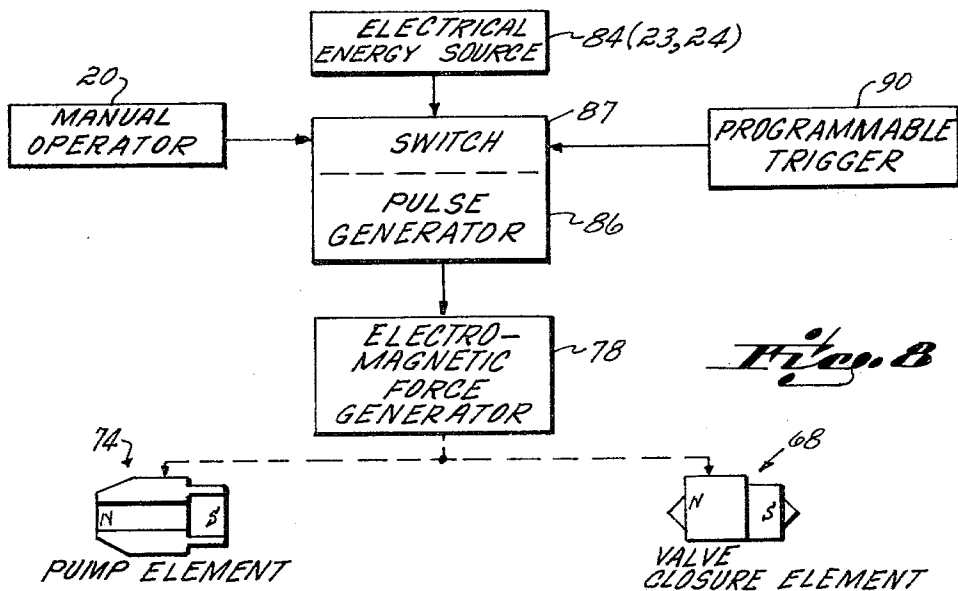 ELECTRICAL
ENERGY SOURCE
84 (23, 24)
20
MANUAL
OPERATOR
87
SWITCH
90
PROGRAMMABLE
TRIGGER
PULSE
GENERATOR
86
ELECTRO-
MAGNETIC
FORCE
GENERATOR
78
Fig. 8
74
N S
PUMP ELEMENT
68
N S
VALVE
CLOSURE ELEMENT